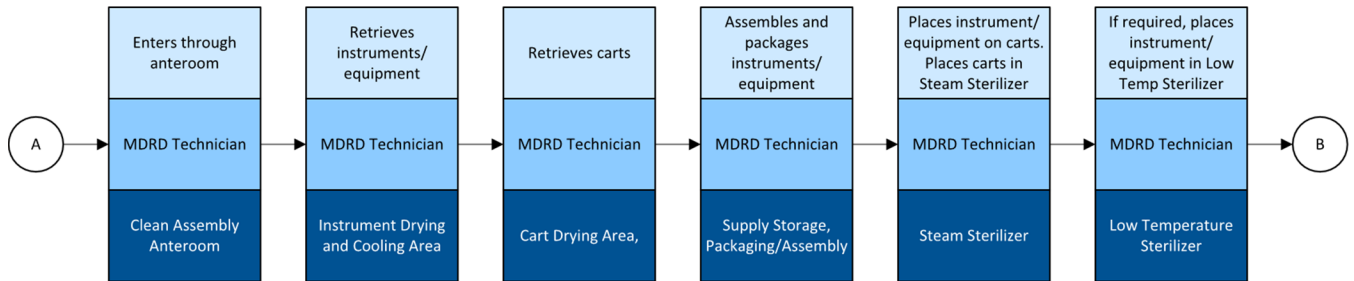 A
Enters through
anteroom
MDRD Technician
Clean Assembly
Anteroom
Retrieves
instruments/
equipment
MDRD Technician
Instrument Drying
and Cooling Area
Retrieves carts
MDRD Technician
Cart Drying Area,
Assembles and
packages
instruments/
equipment
MDRD Technician
Supply Storage,
Packaging/Assembly
Places instrument/
equipment on carts.
Places carts in
Steam Sterilizer
MDRD Technician
Steam Sterilizer
If required, places
instrument/
equipment in Low
Temp Sterilizer
MDRD Technician
Low Temperature
Sterilizer
B